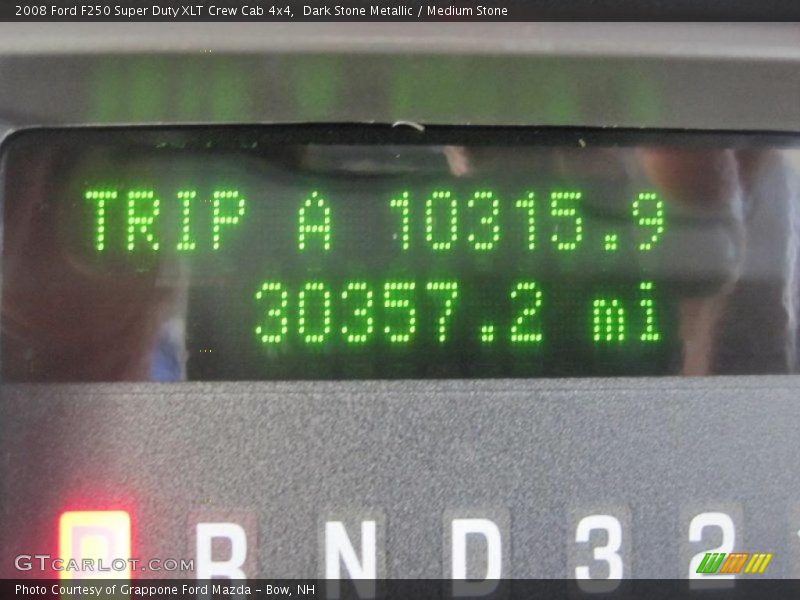 2008 Ford F250 Super Duty XLT Crew Cab 4x4,  Dark Stone Metallic / Medium Stone
TRIP A 10315.9
30357.2 mi
P R N D 3 2
GTCARLOT.COM
Photo Courtesy of Grappone Ford Mazda - Bow, NH